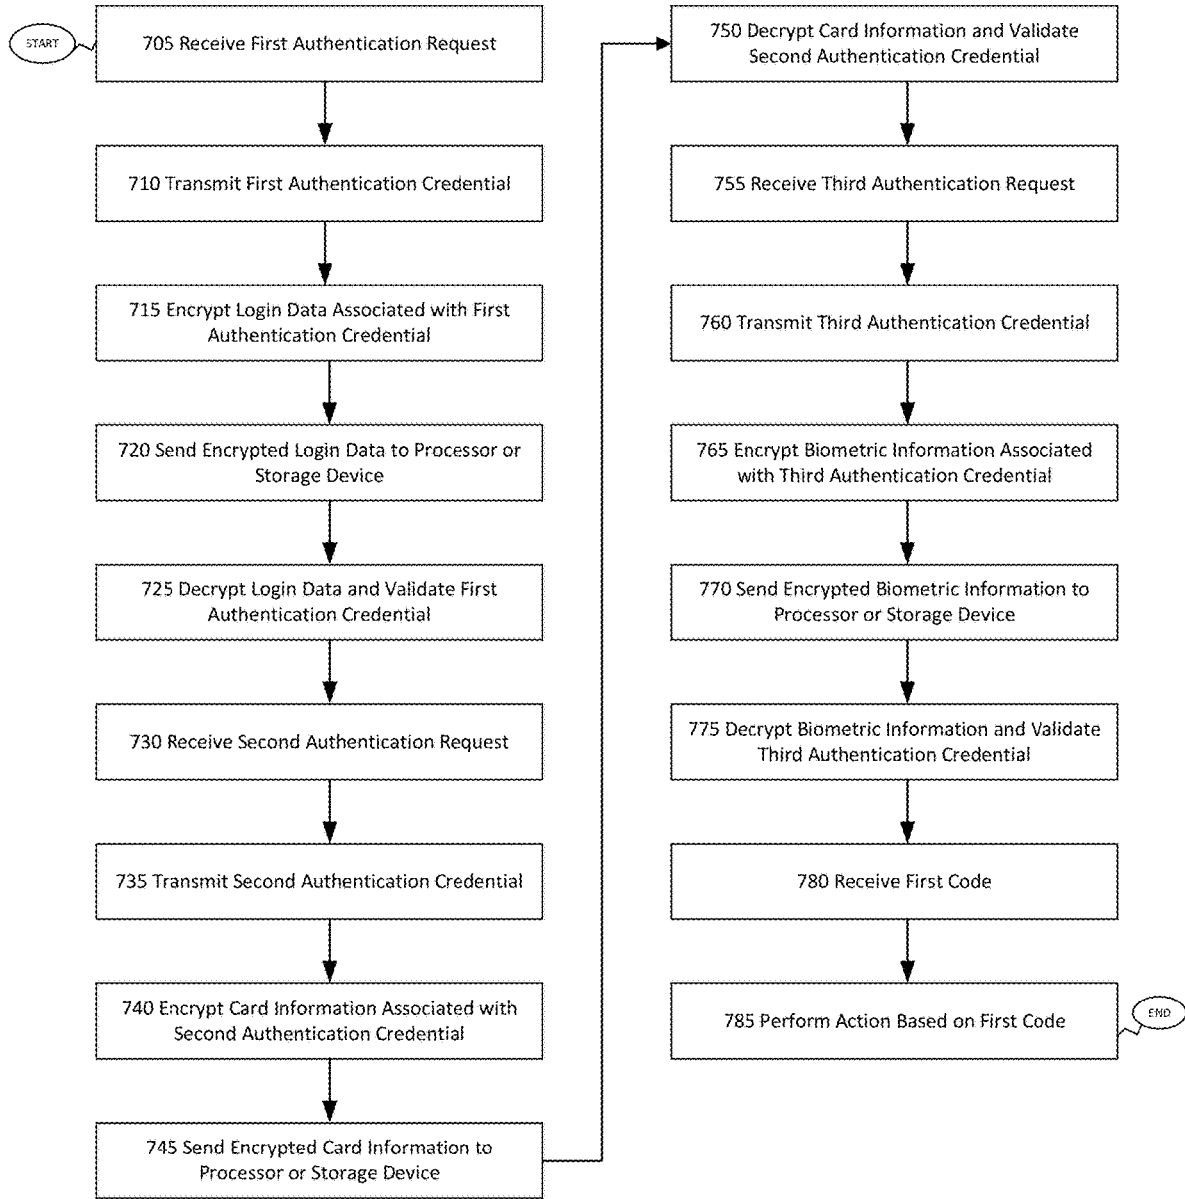 START
705 Receive First Authentication Request
710 Transmit First Authentication Credential
715 Encrypt Login Data Associated with First
Authentication Credential
720 Send Encrypted Login Data to Processor or
Storage Device
725 Decrypt Login Data and Validate First
Authentication Credential
730 Receive Second Authentication Request
735 Transmit Second Authentication Credential
740 Encrypt Card Information Associated with
Second Authentication Credential
745 Send Encrypted Card Information to
Processor or Storage Device
750 Decrypt Card Information and Validate
Second Authentication Credential
755 Receive Third Authentication Request
760 Transmit Third Authentication Credential
765 Encrypt Biometric Information Associated
with Third Authentication Credential
770 Send Encrypted Biometric Information to
Processor or Storage Device
775 Decrypt Biometric Information and Validate
Third Authentication Credential
780 Receive First Code
785 Perform Action Based on First Code
END